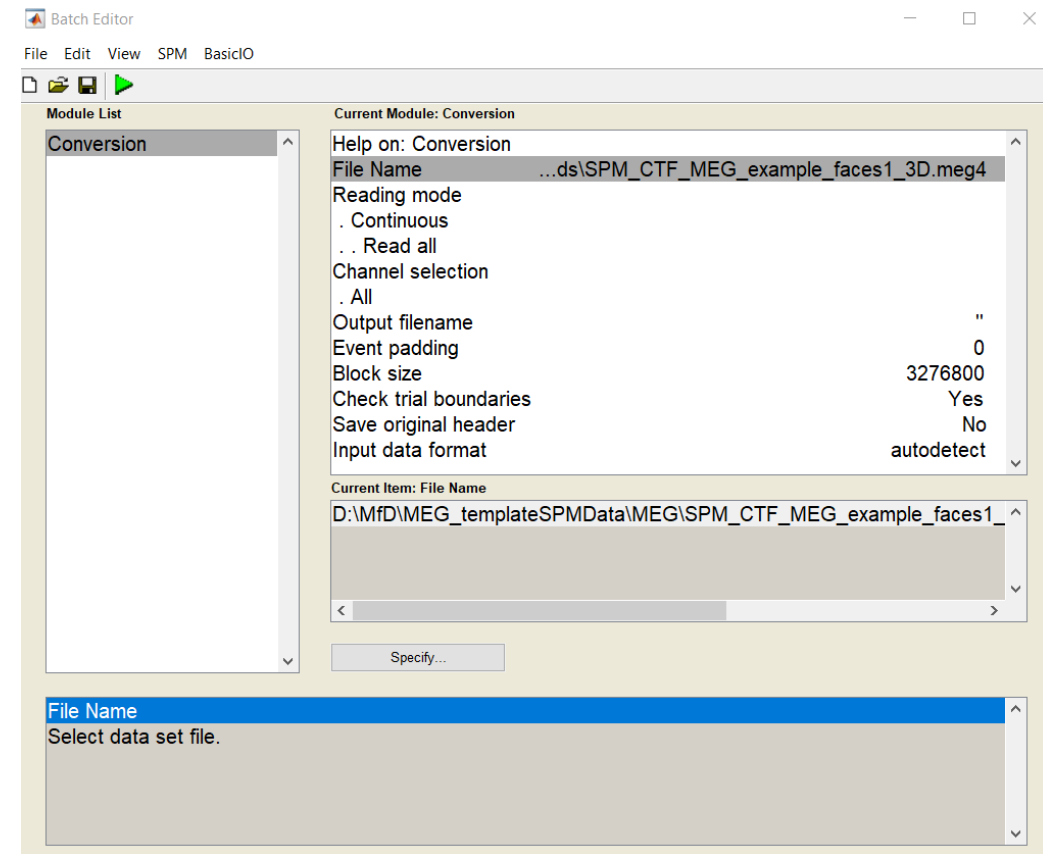 Batch Editor
File Edit View SPM BasicIO
Module List
Conversion
Current Module: Conversion
Help on: Conversion
File Name ...ds\SPM_CTF_MEG_example_faces1_3D.meg4
Reading mode
. Continuous
. . Read all
Channel selection
. All
Output filename ''
Event padding 0
Block size 3276800
Check trial boundaries Yes
Save original header No
Input data format autodetect
Current Item: File Name
D:\MfD\MEG_templateSPMData\MEG\SPM_CTF_MEG_example_faces1_
Specify...
File Name
Select data set file.